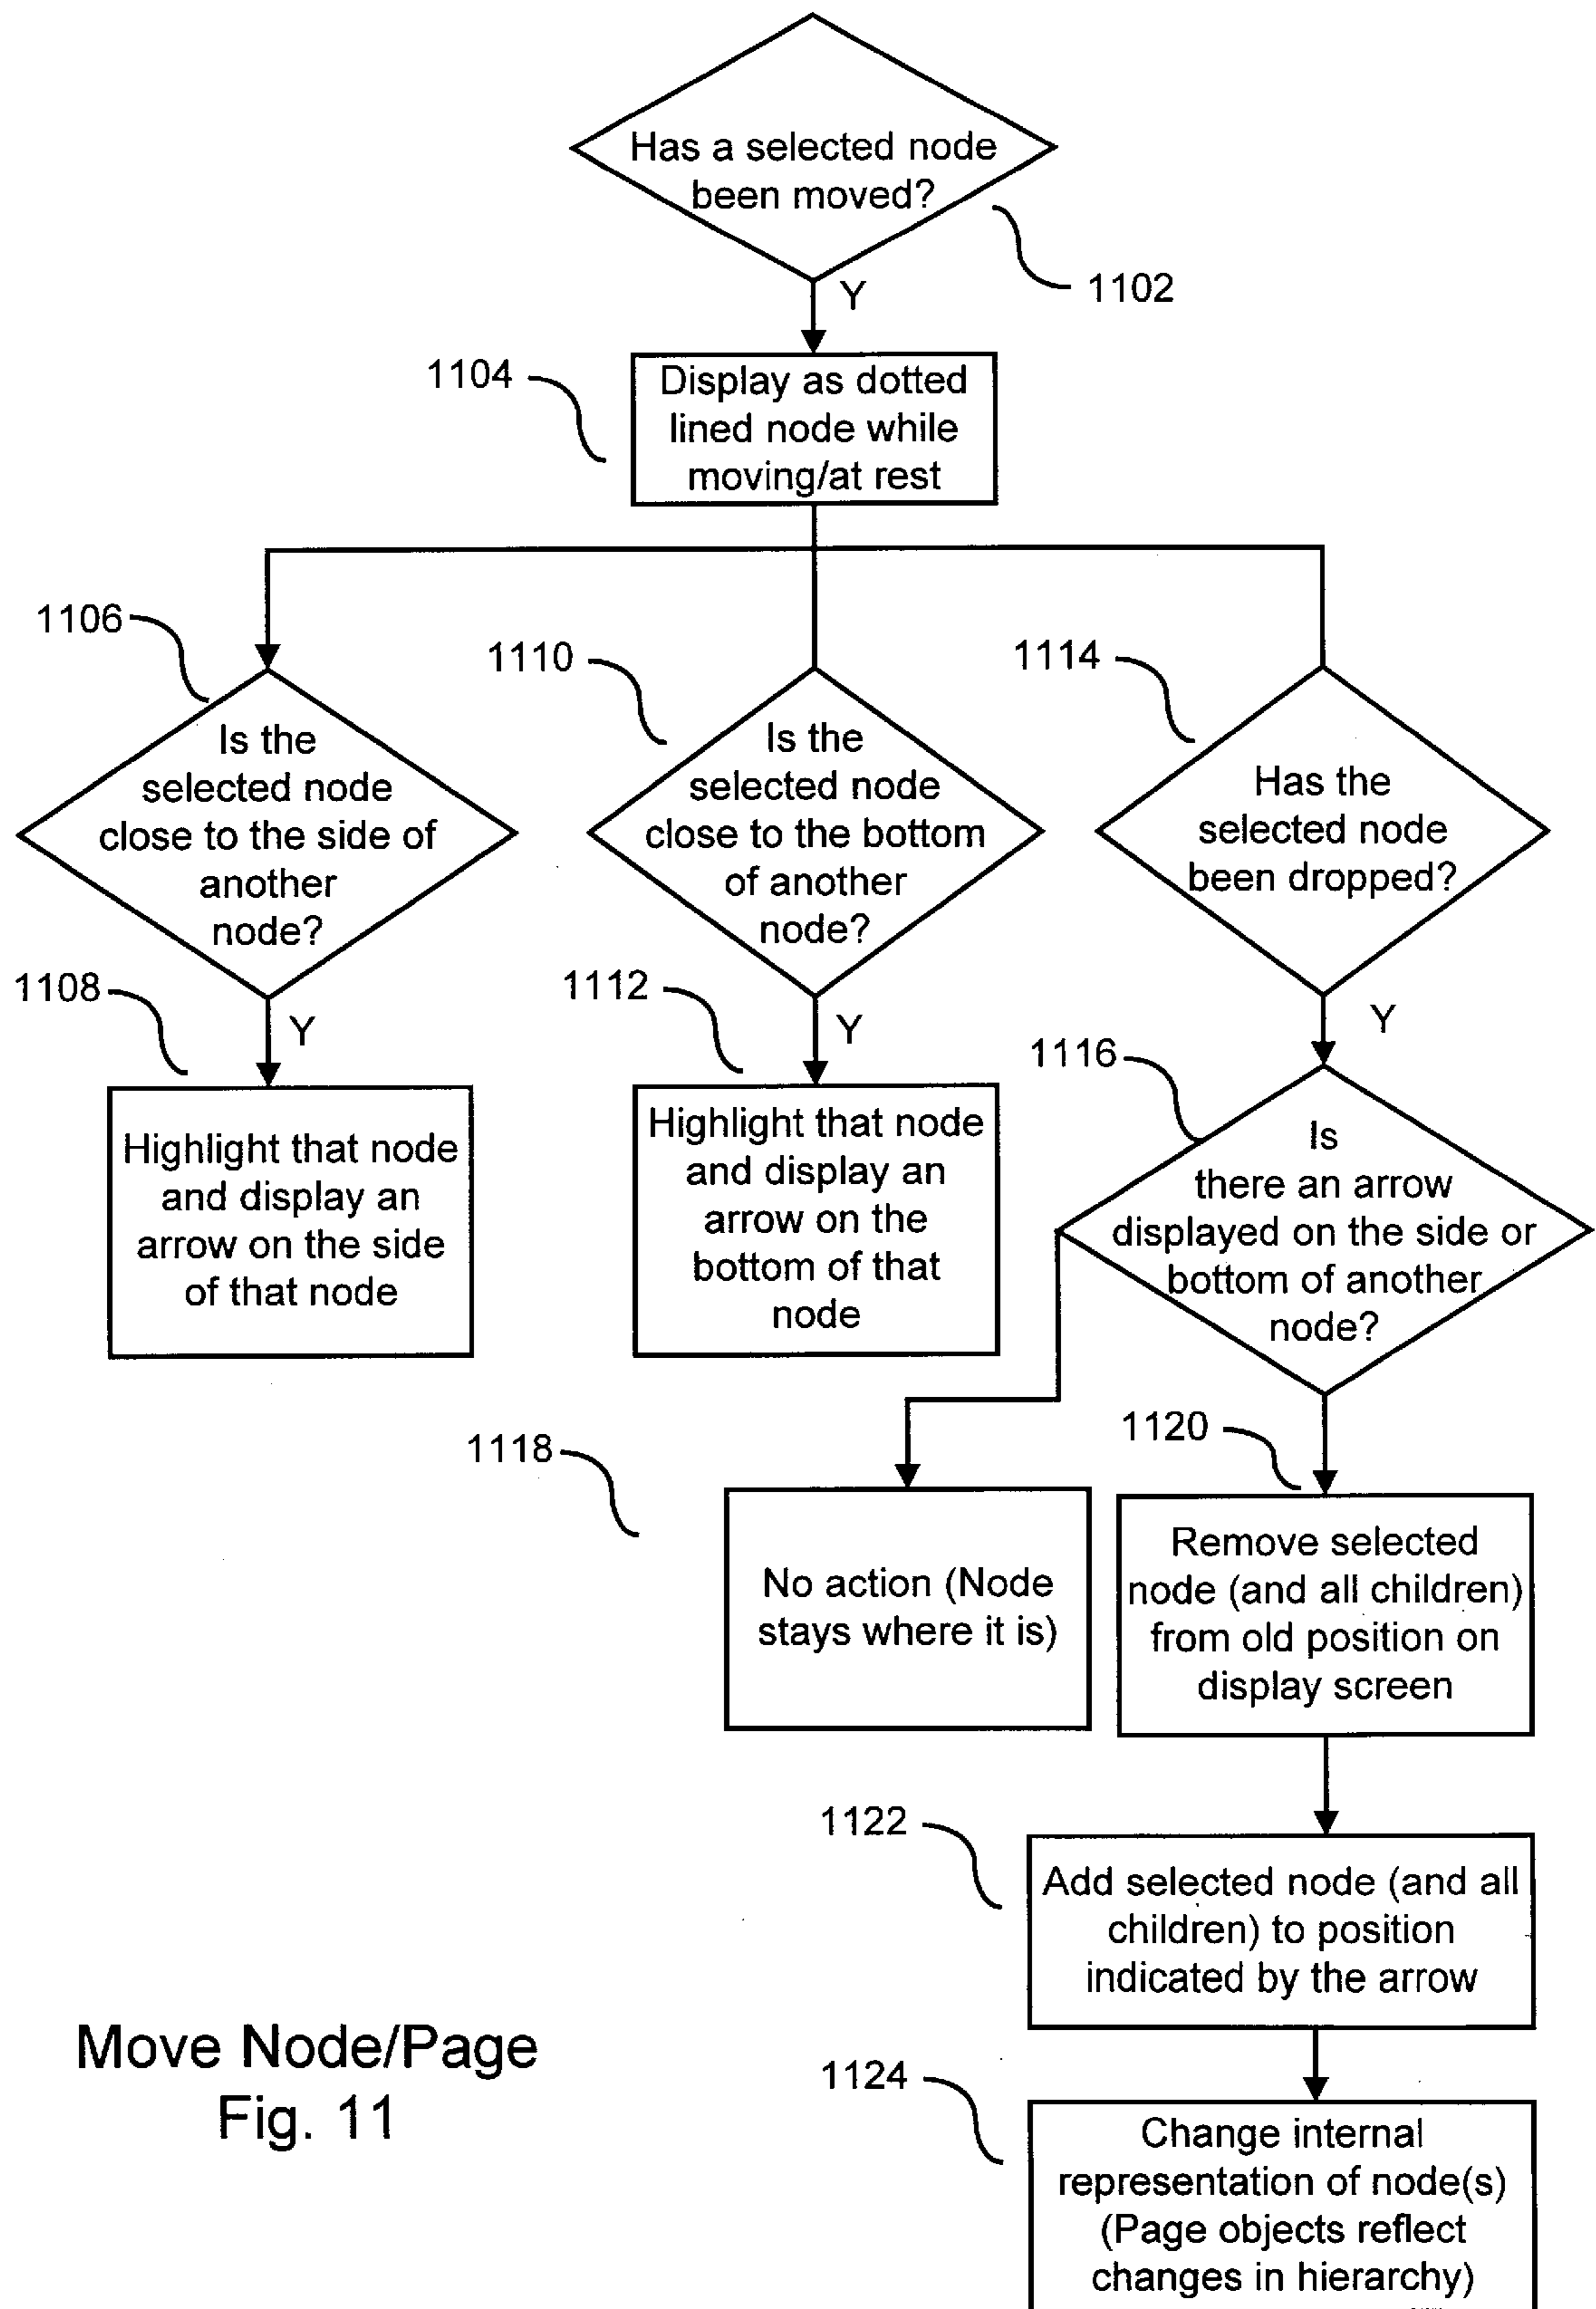 Has a selected node
been moved?
1102
Y
1104
Display as dotted
lined node while
moving/at rest
1106
Is the
selected node
close to the side of
another
node?
1110
Is the
selected node
close to the bottom
of another
node?
1114
Has the
selected node
been dropped?
1108
Y
Highlight that node
and display an
arrow on the side
of that node
1112
Y
Highlight that node
and display an
arrow on the
bottom of that
node
Y
1116
Is
there an arrow
displayed on the side or
bottom of another
node?
1118
No action (Node
stays where it is)
1120
Remove selected
node (and all children)
from old position on
display screen
1122
Add selected node (and all
children) to position
indicated by the arrow
1124
Change internal
representation of node(s)
(Page objects reflect
changes in hierarchy)
Move Node/Page
Fig. 11